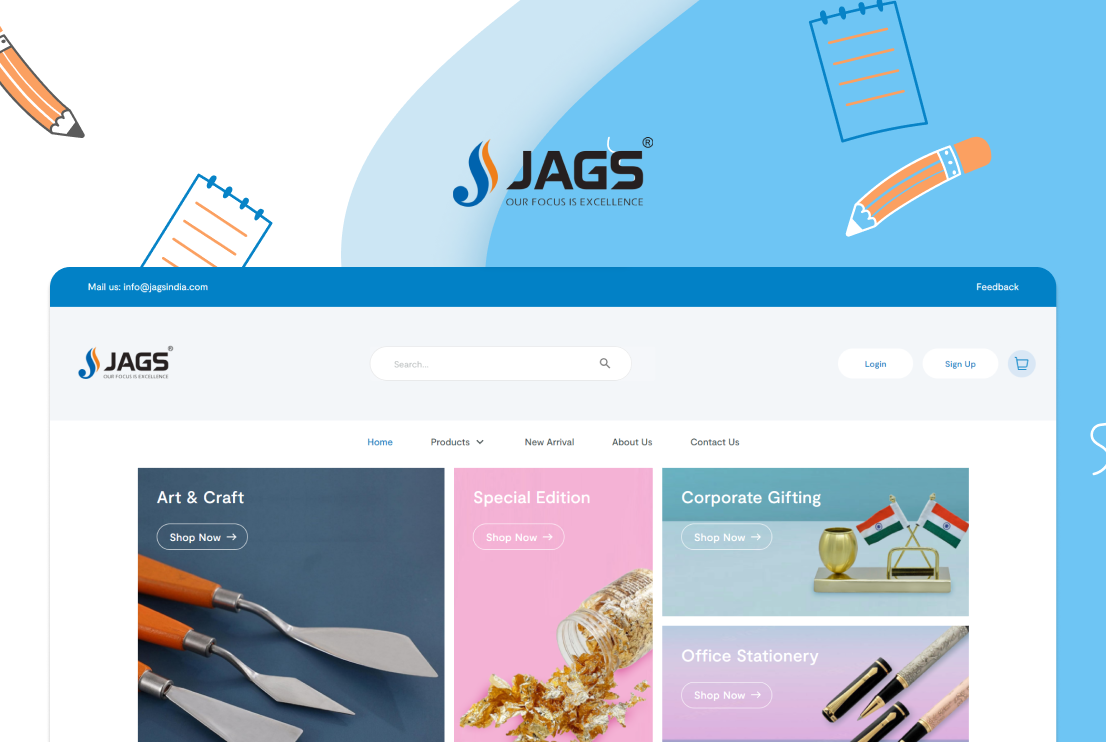 JAGS®
OUR FOCUS IS EXCELLENCE
Mail us: info@jagsindia.com
Feedback
JAGS®
OUR FOCUS IS EXCELLENCE
Search...
Login
Sign Up
Home
Products
New Arrival
About Us
Contact Us
Art & Craft
Shop Now →
Special Edition
Shop Now →
Corporate Gifting
Shop Now →
Office Stationery
Shop Now →